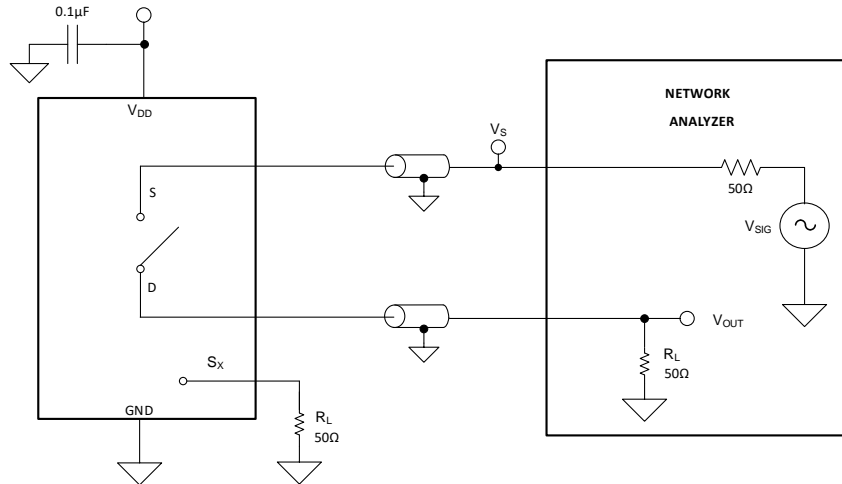 0.1µF
VDD
S
D
SX
GND
RL
50Ω
VS
NETWORK
ANALYZER
50Ω
VSIG
VOUT
RL
50Ω